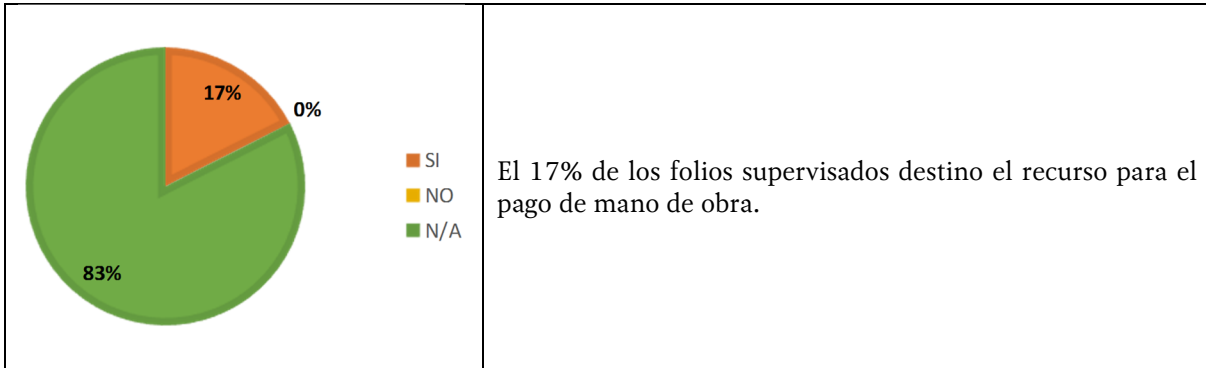 17%
0%
SI
NO
N/A
83%
El 17% de los folios supervisados destino el recurso para el
pago de mano de obra.